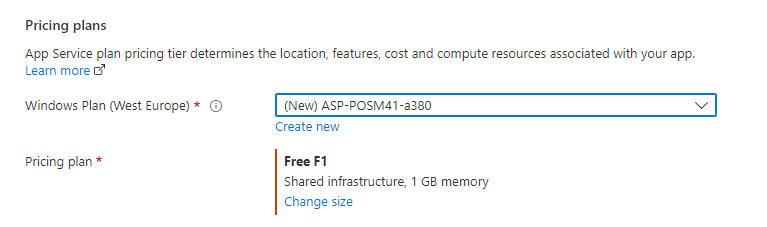 Pricing plans
App Service plan pricing tier determines the location, features, cost and compute resources associated with your app.
Learn more
Windows Plan (West Europe) *
(New) ASP-POSM41-a380
Create new
Pricing plan *
Free F1
Shared infrastructure, 1 GB memory
Change size